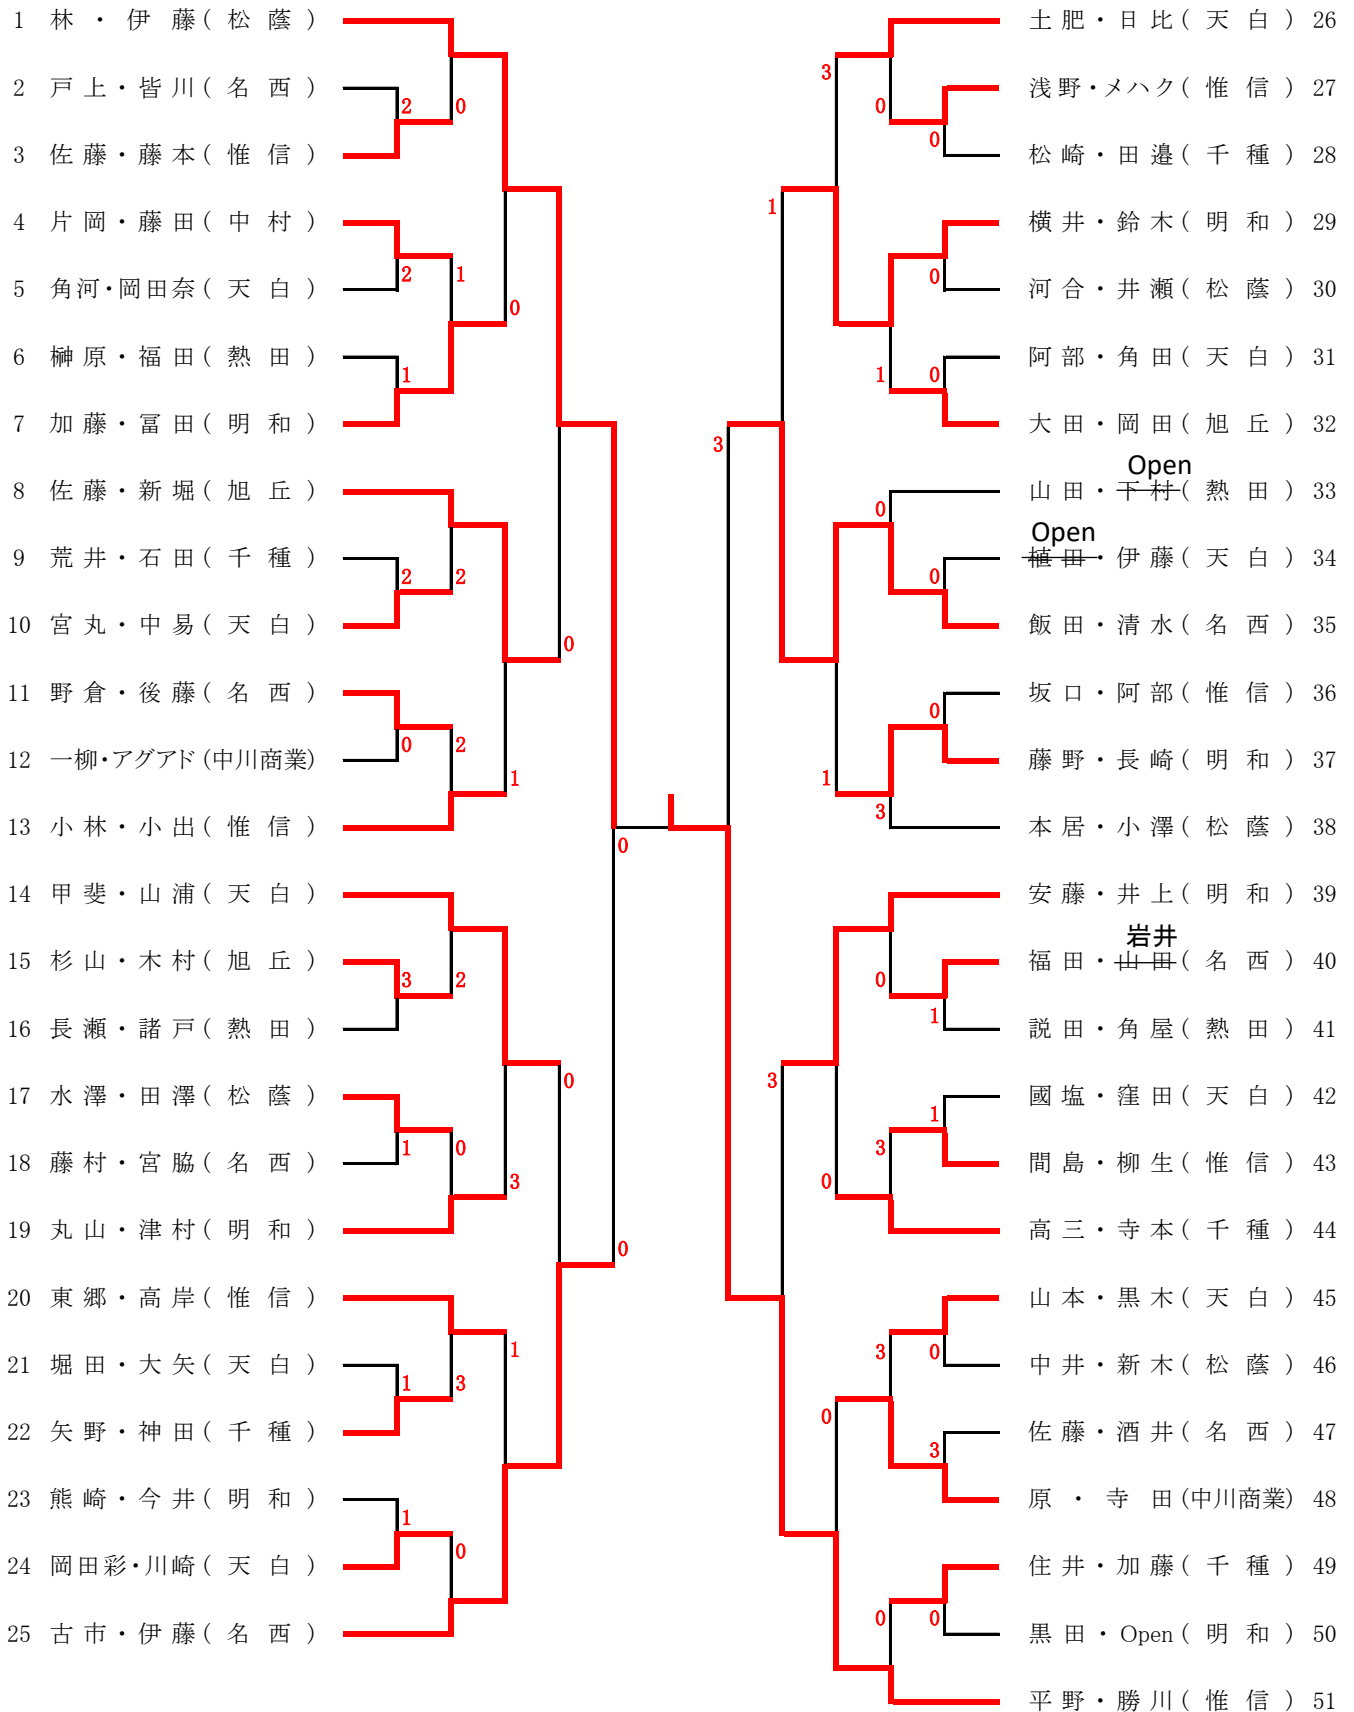 1 林・伊藤(松蔭)
2 戸上・皆川(名西)
3 佐藤・藤本(惟信)
4 片岡・藤田(中村)
5 角河・岡田奈(天白)
6 榊原・福田(熱田)
7 加藤・冨田(明和)
8 佐藤・新堀(旭丘)
9 荒井・石田(千種)
10 宮丸・中易(天白)
11 野倉・後藤(名西)
12 一柳・アグアド(中川商業)
13 小林・小出(惟信)
14 甲斐・山浦(天白)
15 杉山・木村(旭丘)
16 長瀬・諸戸(熱田)
17 水澤・田澤(松蔭)
18 藤村・宮脇(名西)
19 丸山・津村(明和)
20 東郷・高岸(惟信)
21 堀田・大矢(天白)
22 矢野・神田(千種)
23 熊崎・今井(明和)
24 岡田彩・川崎(天白)
25 古市・伊藤(名西)
2
2
1
2
0
3
1
1
1
0
1
2
2
2
0
3
0
0
1
3
1
0
0
0
0
3
3
1
1
3
0
0
3
1
0
0
1
0
3
3
0
0
0
0
0
0
0
1
1
0
3
0
土肥・日比(天白) 26
浅野・メハク(惟信) 27
松崎・田邉(千種) 28
横井・鈴木(明和) 29
河合・井瀬(松蔭) 30
阿部・角田(天白) 31
大田・岡田(旭丘) 32
Open
山田・下村(熱田) 33
Open
植田・伊藤(天白) 34
飯田・清水(名西) 35
坂口・阿部(惟信) 36
藤野・長崎(明和) 37
本居・小澤(松蔭) 38
安藤・井上(明和) 39
岩井
福田・山田(名西) 40
説田・角屋(熱田) 41
國塩・窪田(天白) 42
間島・柳生(惟信) 43
高三・寺本(千種) 44
山本・黒木(天白) 45
中井・新木(松蔭) 46
佐藤・酒井(名西) 47
原・寺田(中川商業) 48
住井・加藤(千種) 49
黒田・Open(明和) 50
平野・勝川(惟信) 51